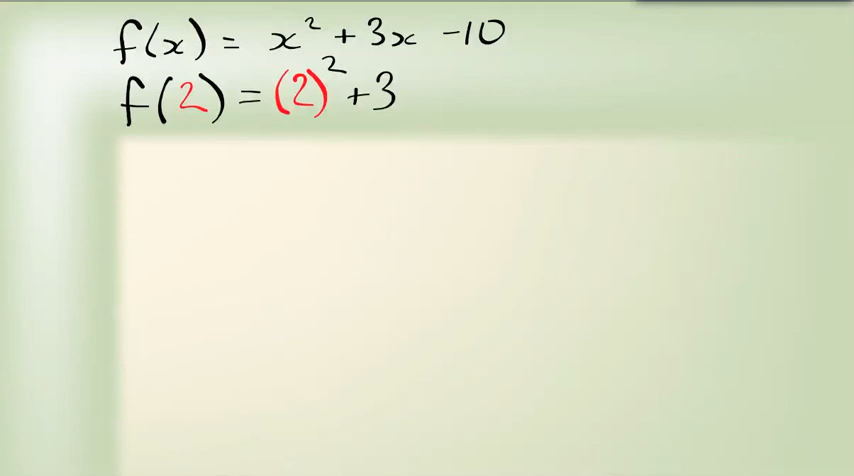 f(x) = x² + 3x - 10
f(2) = (2)² + 3